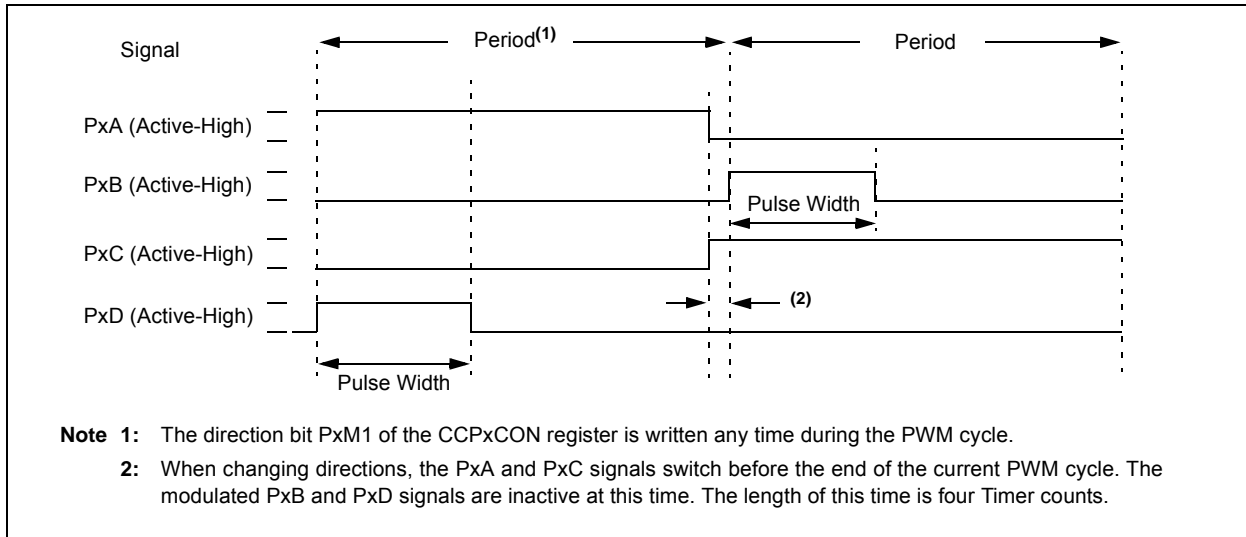 Signal
Period(1)
Period
PxA (Active-High)
PxB (Active-High)
Pulse Width
PxC (Active-High)
(2)
PxD (Active-High)
Pulse Width
Note 1: The direction bit PxM1 of the CCPxCON register is written any time during the PWM cycle.
2: When changing directions, the PxA and PxC signals switch before the end of the current PWM cycle. The
modulated PxB and PxD signals are inactive at this time. The length of this time is four Timer counts.